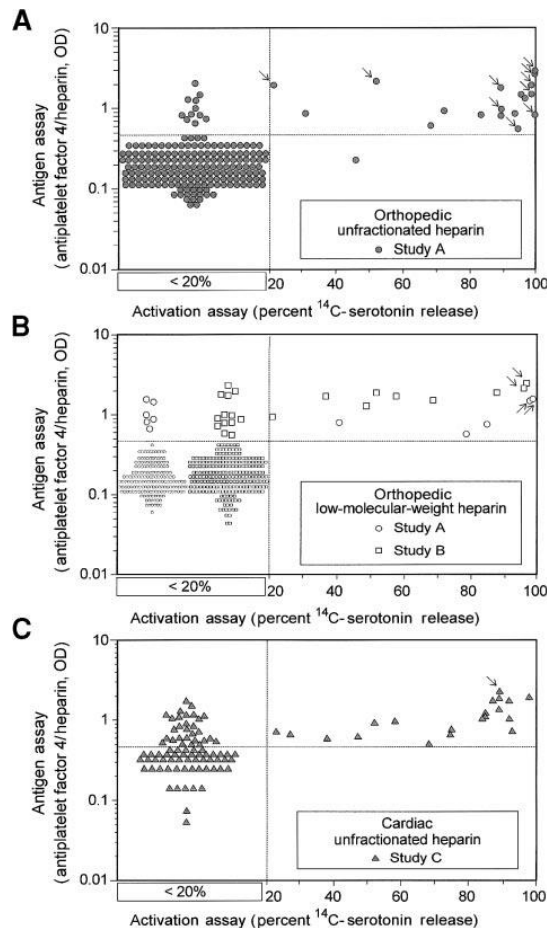 A
Antigen assay
(antiplatelet factor 4/heparin, OD)
10
1
0.1
0.01
Orthopedic
unfractionated heparin
Study A
< 20%
20 40 60 80 100
Activation assay (percent ¹⁴C-serotonin release)
B
Antigen assay
(antiplatelet factor 4/heparin, OD)
10
1
0.1
0.01
Orthopedic
low-molecular-weight heparin
Study A
Study B
< 20%
20 40 60 80 100
Activation assay (percent ¹⁴C-serotonin release)
C
Antigen assay
(antiplatelet factor 4/heparin, OD)
10
1
0.1
0.01
Cardiac
unfractionated heparin
Study C
< 20%
20 40 60 80 100
Activation assay (percent ¹⁴C-serotonin release)